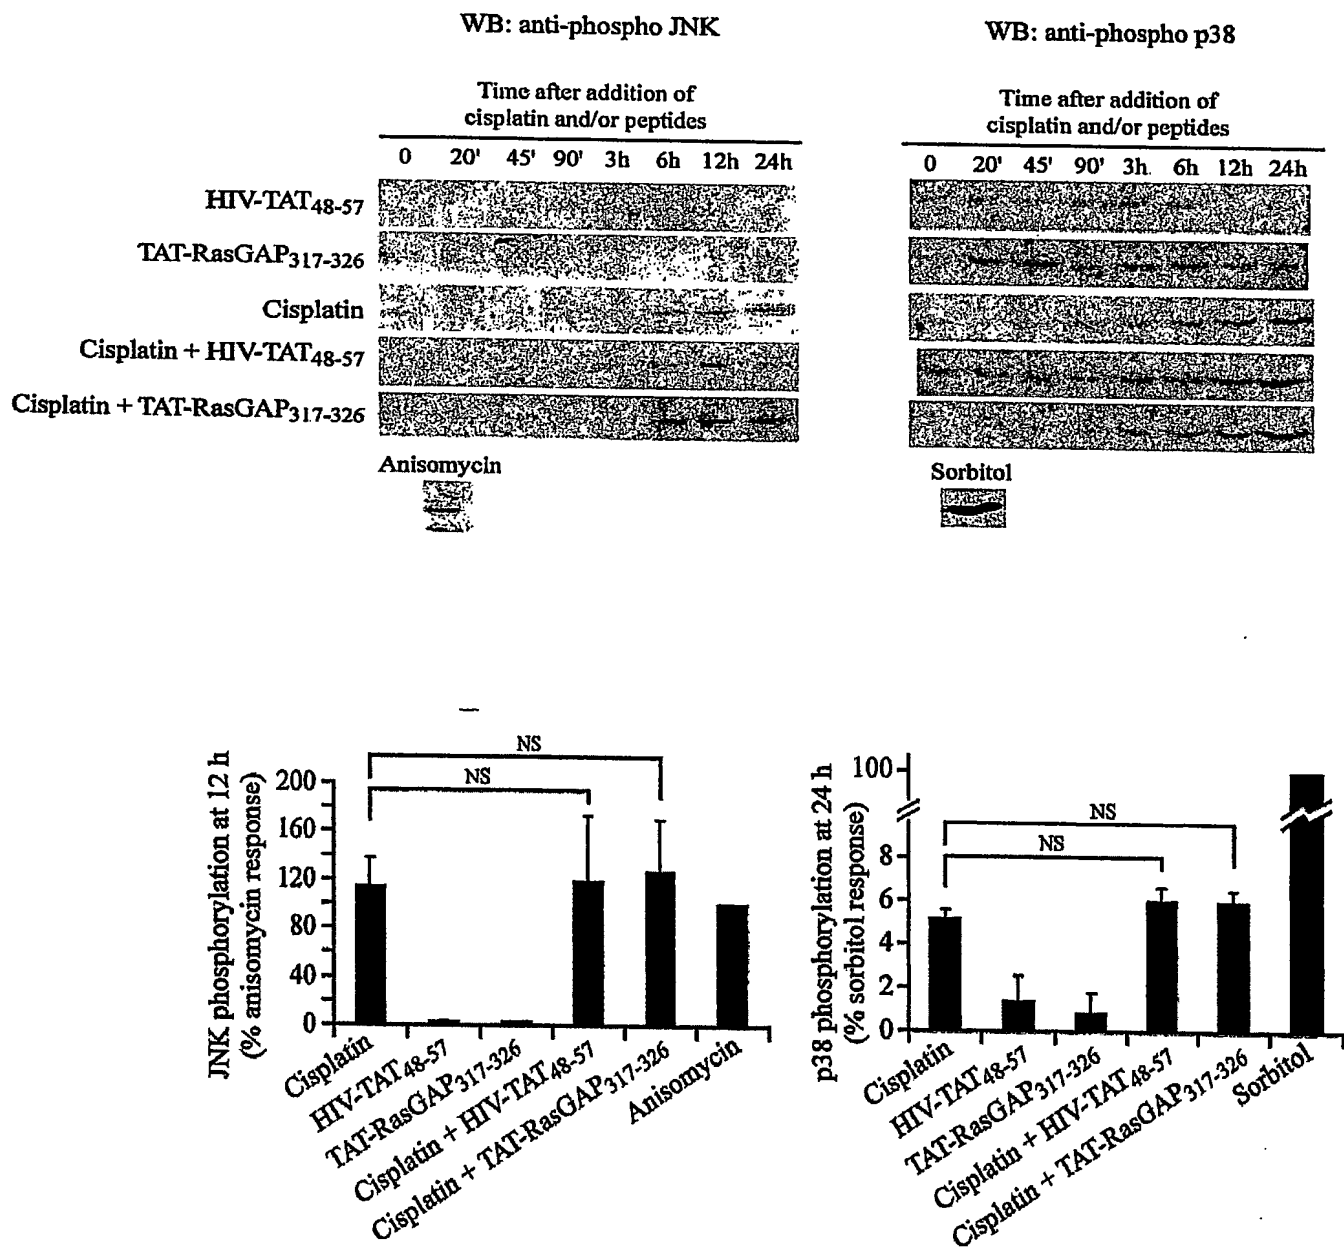 WB: anti-phospho JNK
Time after addition of
cisplatin and/or peptides
0 20' 45' 90' 3h 6h 12h 24h
HIV-TAT48-57
TAT-RasGAP317-326
Cisplatin
Cisplatin + HIV-TAT48-57
Cisplatin + TAT-RasGAP317-326
Anisomycin
WB: anti-phospho p38
Time after addition of
cisplatin and/or peptides
0 20' 45' 90' 3h. 6h 12h 24h
Sorbitol
JNK phosphorylation at 12 h
(% anisomycin response)
200
160
120
80
40
0
NS
NS
Cisplatin
HIV-TAT48-57
TAT-RasGAP317-326
Cisplatin + HIV-TAT48-57
Cisplatin + TAT-RasGAP317-326
Anisomycin
p38 phosphorylation at 24 h
(% sorbitol response)
100
8
6
4
2
0
NS
NS
Cisplatin
HIV-TAT48-57
TAT-RasGAP317-326
Cisplatin + HIV-TAT48-57
Cisplatin + TAT-RasGAP317-326
Sorbitol